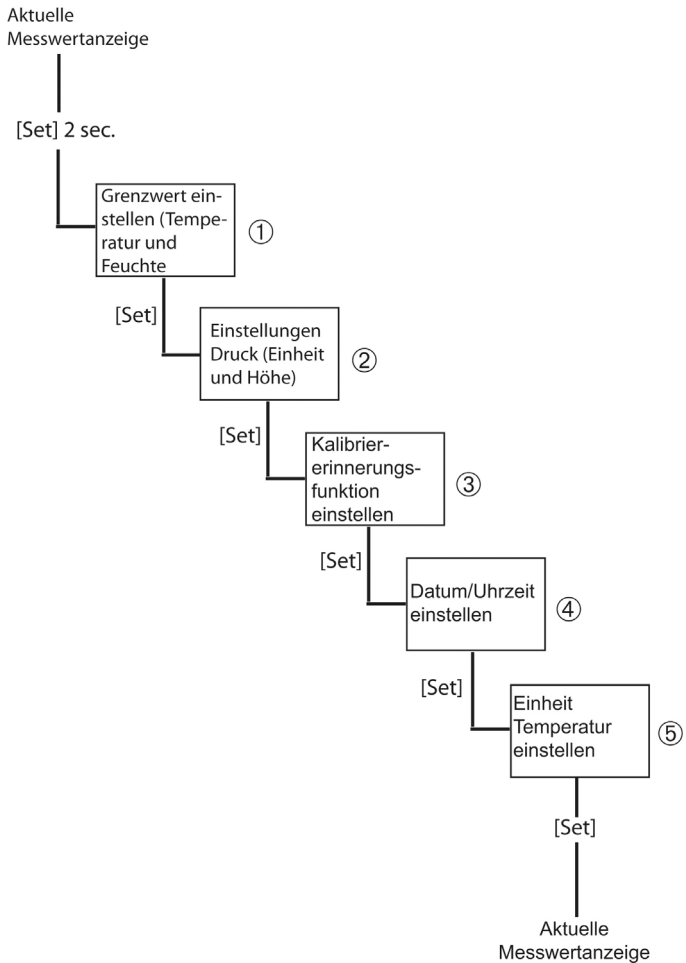 Aktuelle
Messwertanzeige
[Set] 2 sec.
Grenzwert ein-
stellen (Tempe-
ratur und
Feuchte
①
[Set]
Einstellungen
Druck (Einheit
und Höhe)
②
[Set]
Kalibrier-
erinnerungs-
funktion
einstellen
③
[Set]
Datum/Uhrzeit
einstellen
④
[Set]
Einheit
Temperatur
einstellen
⑤
[Set]
Aktuelle
Messwertanzeige